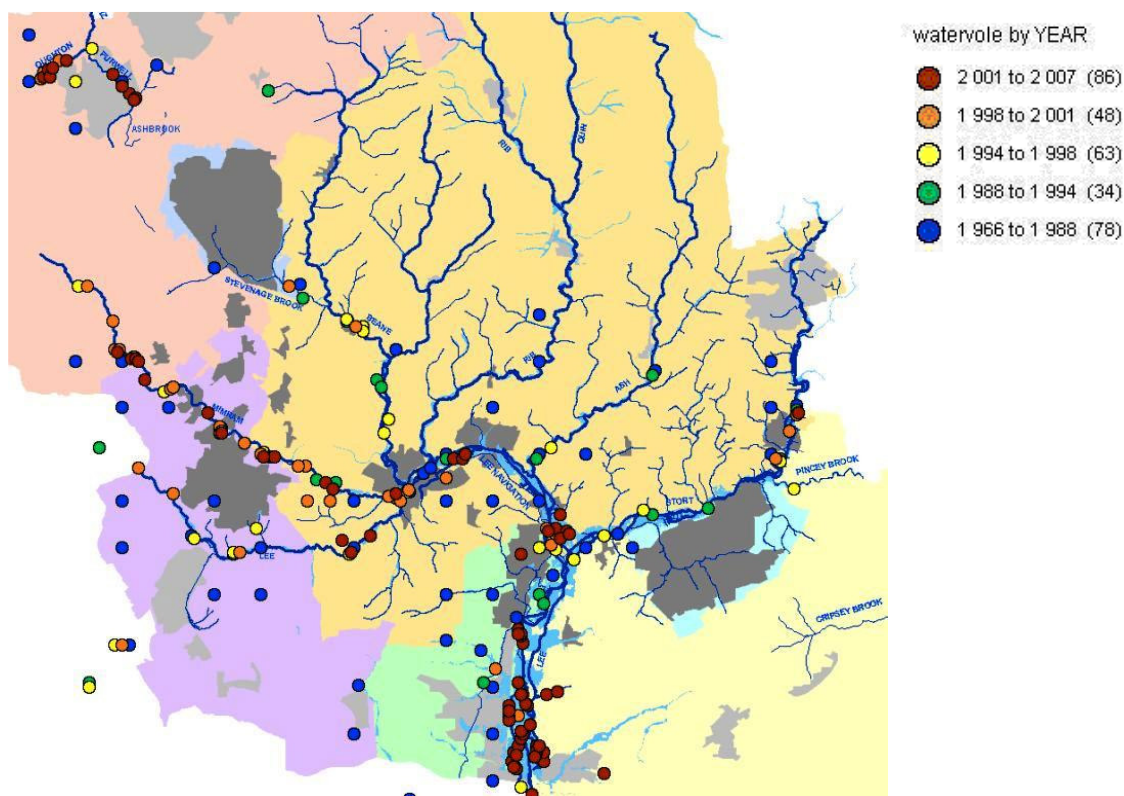 watervole by YEAR
2 001 to 2 007 (86)
1 998 to 2 001 (48)
1 994 to 1 998 (63)
1 988 to 1 994 (34)
1 966 to 1 988 (78)
OUGHTON
PURWELL
ASHBROOK
RIB
QUIN
STEVENAGE BROOK
BEANE
RIB
ASH
MIMRAM
LEE NAVIGATION
PINCEY BROOK
STORT
LEE
CRIPSEY BROOK
LEE